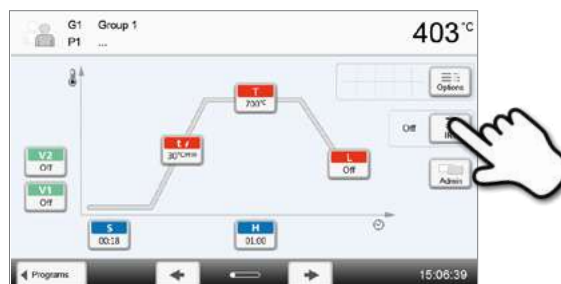 G1 Group 1
P1 ...
403 °C
Options
T
700°C
Off
t
30°C/min
V2
Off
L
Off
Admin
V1
Off
S
00:18
H
01:00
Programs
15:06:39